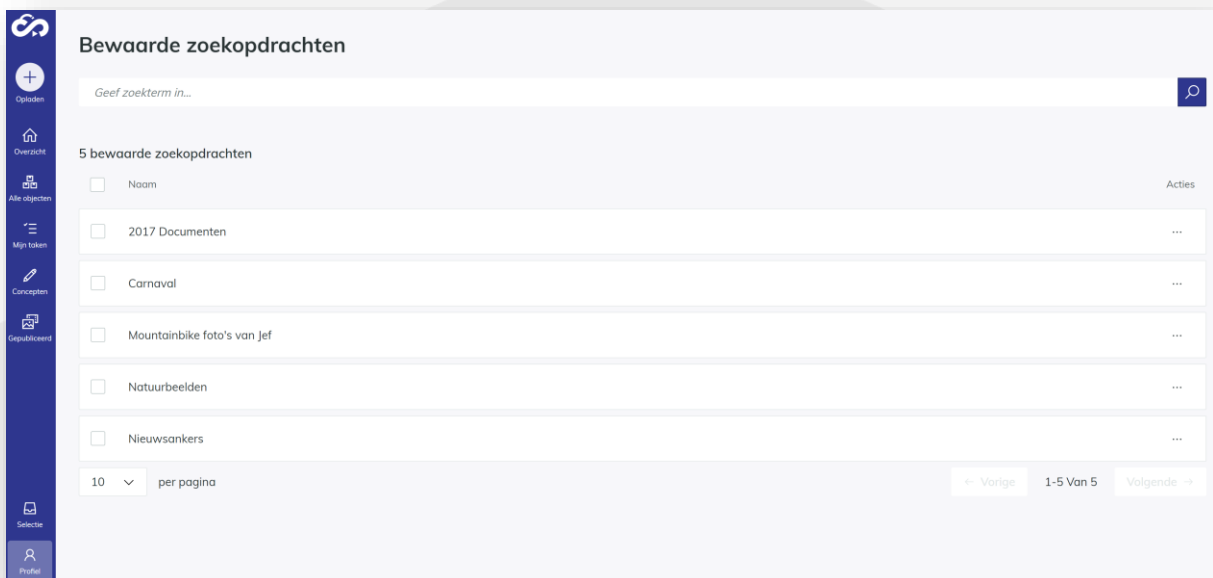 Bewaarde zoekopdrachten
Opladen
Geef zoekterm in...
Overzicht
5 bewaarde zoekopdrachten
Naam
Acties
Alle objecten
2017 Documenten
...
Mijn taken
Carnaval
...
Concepten
Mountainbike foto's van Jef
...
Gepubliceerd
Natuurbeelden
...
Nieuwsankers
...
10 per pagina
← Vorige 1-5 Van 5 Volgende →
Selectie
Profiel